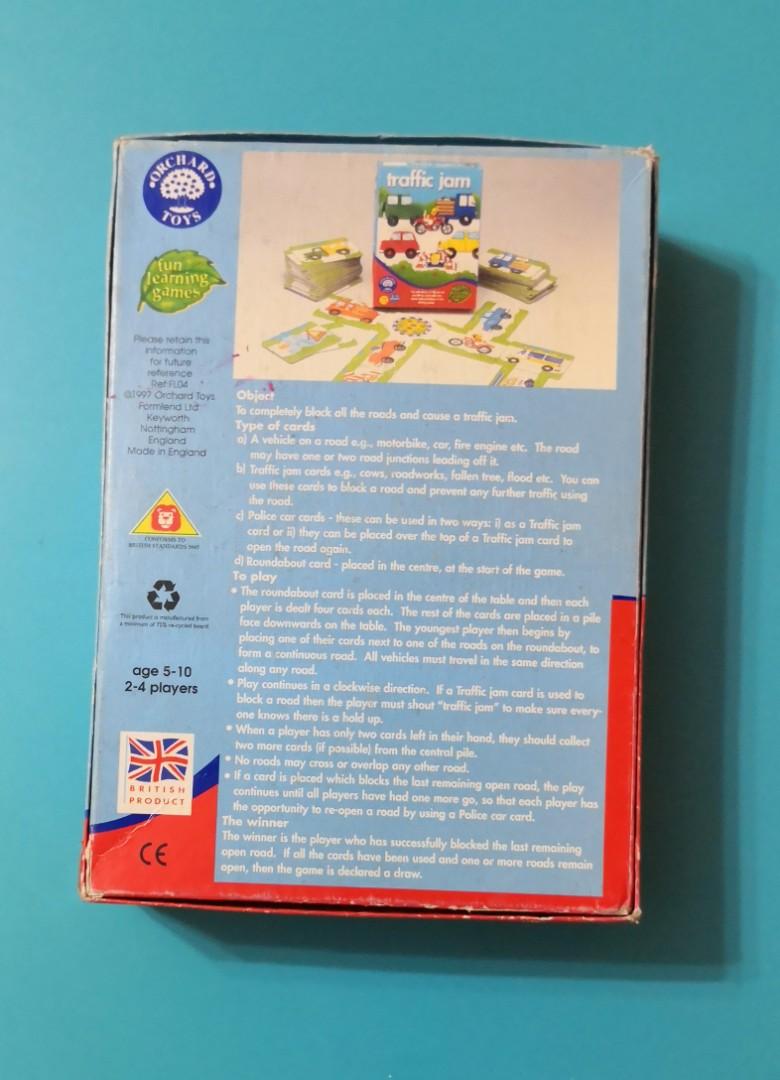 ORCHARD
TOYS
fun
learning
games
Please retain this
information
for future
reference
Ref:FL04
©1997 Orchard Toys
Formlend Ltd
Keyworth
Nottingham
England
Made in England
CONFORMS TO
BRITISH STANDARDS 5665
This product is manufactured from
a minimum of 75% re-cycled board
age 5-10
2-4 players
BRITISH
PRODUCT
CE
traffic jam
Object
To completely block all the roads and cause a traffic jam.
Type of cards
a) A vehicle on a road e.g., motorbike, car, fire engine etc. The road
may have one or two road junctions leading off it.
b) Traffic jam cards e.g., cows, roadworks, fallen tree, flood etc. You can
use these cards to block a road and prevent any further traffic using
the road.
c) Police car cards - these can be used in two ways: i) as a Traffic jam
card or ii) they can be placed over the top of a Traffic jam card to
open the road again.
d) Roundabout card - placed in the centre, at the start of the game.
To play
• The roundabout card is placed in the centre of the table and then each
player is dealt four cards each. The rest of the cards are placed in a pile
face downwards on the table. The youngest player then begins by
placing one of their cards next to one of the roads on the roundabout, to
form a continuous road. All vehicles must travel in the same direction
along any road.
• Play continues in a clockwise direction. If a Traffic jam card is used to
block a road then the player must shout "traffic jam" to make sure every-
one knows there is a hold up.
• When a player has only two cards left in their hand, they should collect
two more cards (if possible) from the central pile.
• No roads may cross or overlap any other road.
• If a card is placed which blocks the last remaining open road, the play
continues until all players have had one more go, so that each player has
the opportunity to re-open a road by using a Police car card.
The winner
The winner is the player who has successfully blocked the last remaining
open road. If all the cards have been used and one or more roads remain
open, then the game is declared a draw.